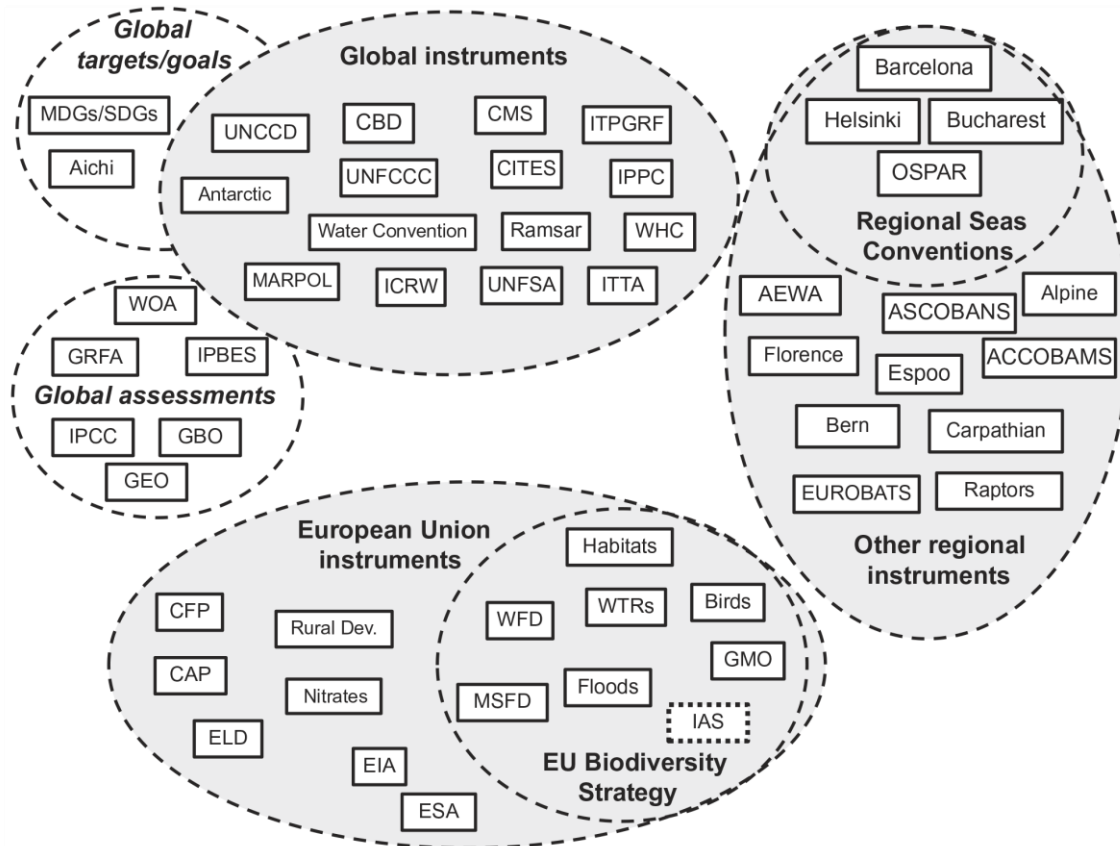 Global
targets/goals
MDGs/SDGs
Aichi
Global instruments
UNCCD
CBD
CMS
ITPGRF
Antarctic
UNFCCC
CITES
IPPC
Water Convention
Ramsar
WHC
MARPOL
ICRW
UNFSA
ITTA
WOA
GRFA
IPBES
Global assessments
IPCC
GBO
GEO
Barcelona
Helsinki
Bucharest
OSPAR
Regional Seas
Conventions
AEWA
ASCOBANS
Alpine
Florence
Espoo
ACCOBAMS
Bern
Carpathian
EUROBATS
Raptors
Other regional
instruments
European Union
instruments
CFP
Rural Dev.
CAP
Nitrates
ELD
EIA
ESA
Habitats
WFD
WTRs
Birds
GMO
MSFD
Floods
IAS
EU Biodiversity
Strategy